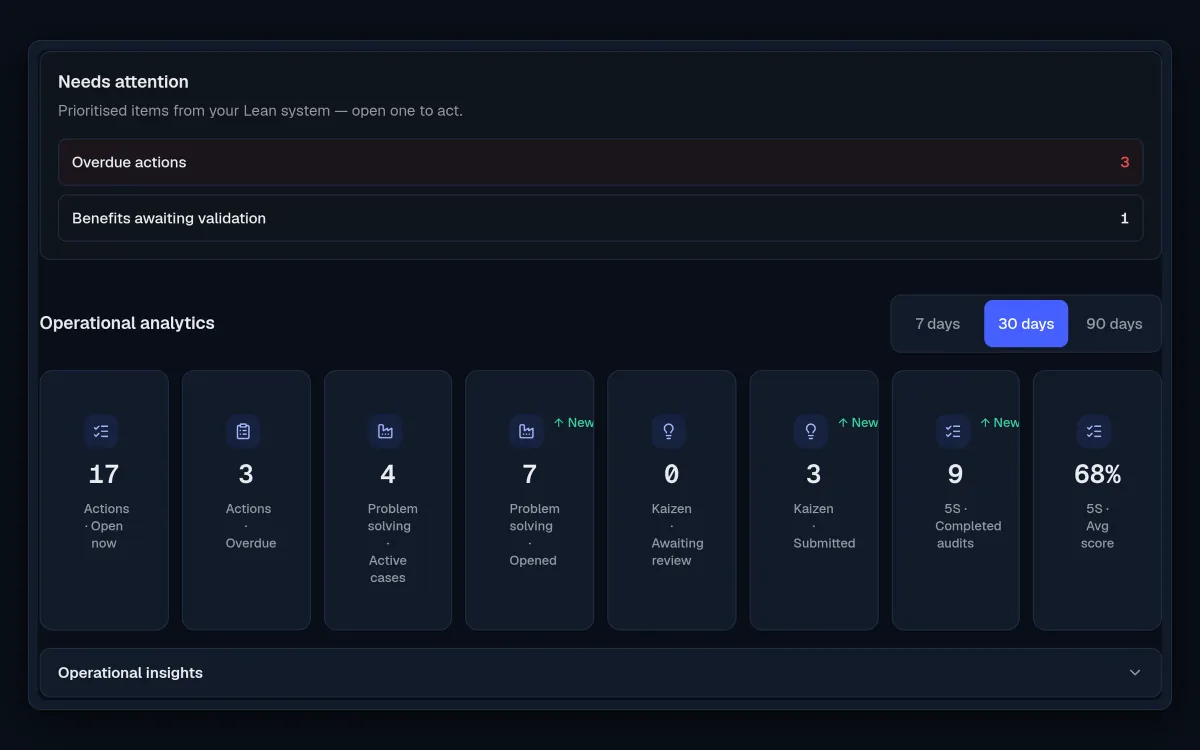 Needs attention
Prioritised items from your Lean system — open one to act.
Overdue actions 3
Benefits awaiting validation 1
Operational analytics
7 days 30 days 90 days
17
Actions
· Open
now
3
Actions
·
Overdue
4
Problem
solving
·
Active
cases
↑ New
7
Problem
solving
·
Opened
0
Kaizen
·
Awaiting
review
↑ New
3
Kaizen
·
Submitted
↑ New
9
5S ·
Completed
audits
68%
5S ·
Avg
score
Operational insights